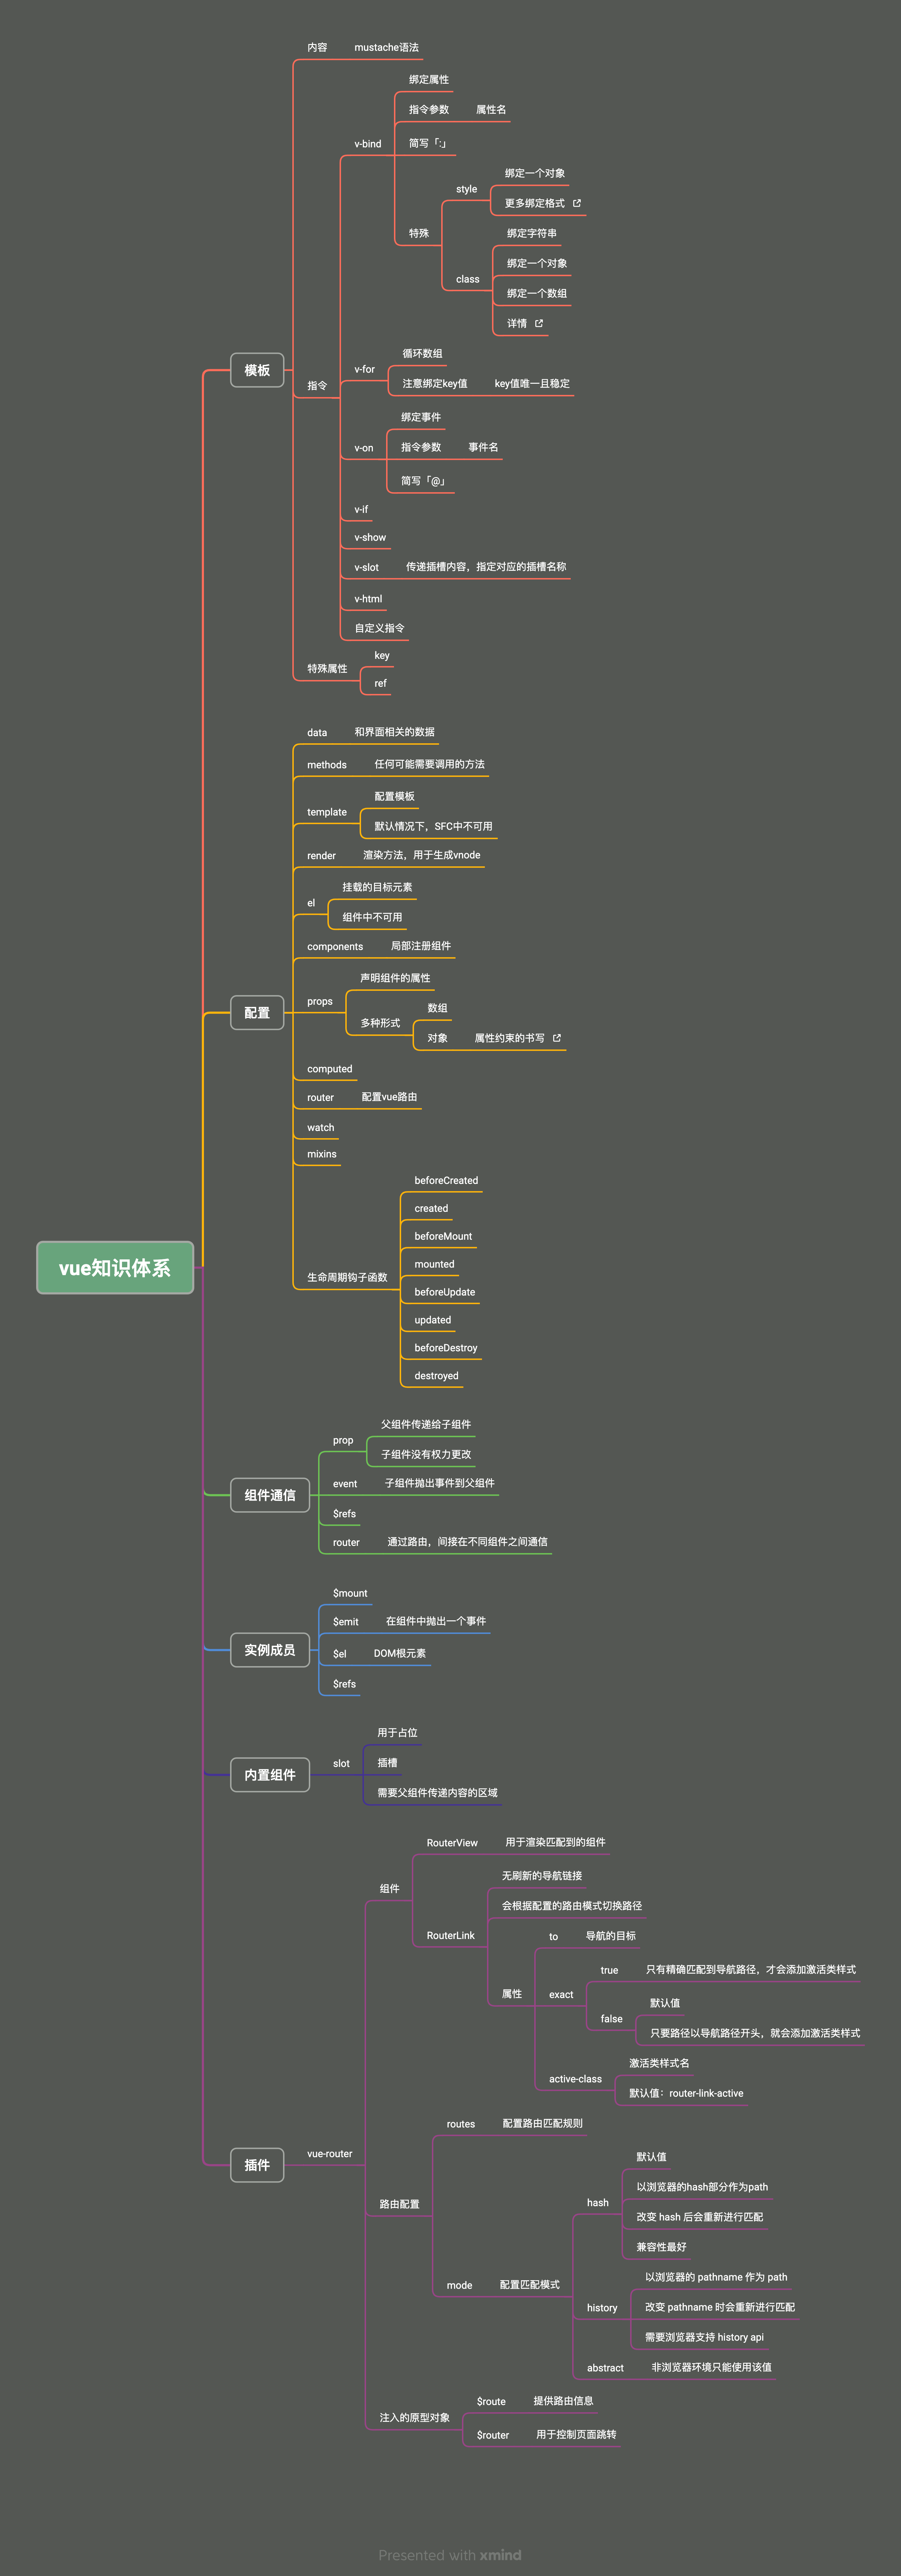 内容
mustache语法
绑定属性
指令参数
属性名
v-bind
简写「:」
绑定一个对象
style
更多绑定格式
特殊
绑定字符串
绑定一个对象
class
绑定一个数组
详情
循环数组
v-for
模板
注意绑定key值
key值唯一且稳定
指令
绑定事件
v-on
指令参数
事件名
简写「@」
v-if
v-show
v-slot
传递插槽内容，指定对应的插槽名称
v-html
自定义指令
key
特殊属性
ref
data
和界面相关的数据
methods
任何可能需要调用的方法
配置模板
template
默认情况下，SFC中不可用
render
渲染方法，用于生成vnode
挂载的目标元素
el
组件中不可用
components
局部注册组件
声明组件的属性
props
配置
数组
多种形式
对象
属性约束的书写
computed
router
配置vue路由
watch
mixins
beforeCreated
created
beforeMount
vue知识体系
mounted
生命周期钩子函数
beforeUpdate
updated
beforeDestroy
destroyed
父组件传递给子组件
prop
子组件没有权力更改
event
子组件抛出事件到父组件
组件通信
$refs
router
通过路由，间接在不同组件之间通信
$mount
$emit
在组件中抛出一个事件
实例成员
$el
DOM根元素
$refs
用于占位
slot
插槽
内置组件
需要父组件传递内容的区域
RouterView
用于渲染匹配到的组件
无刷新的导航链接
组件
会根据配置的路由模式切换路径
RouterLink
to
导航的目标
true
只有精确匹配到导航路径，才会添加激活类样式
属性
exact
默认值
false
只要路径以导航路径开头，就会添加激活类样式
激活类样式名
active-class
默认值：router-link-active
routes
配置路由匹配规则
插件
vue-router
默认值
以浏览器的hash部分作为path
hash
路由配置
改变 hash 后会重新进行匹配
兼容性最好
以浏览器的 pathname 作为 path
mode
配置匹配模式
history
改变 pathname 时会重新进行匹配
需要浏览器支持 history api
abstract
非浏览器环境只能使用该值
$route
提供路由信息
注入的原型对象
$router
用于控制页面跳转
Presented with xmind